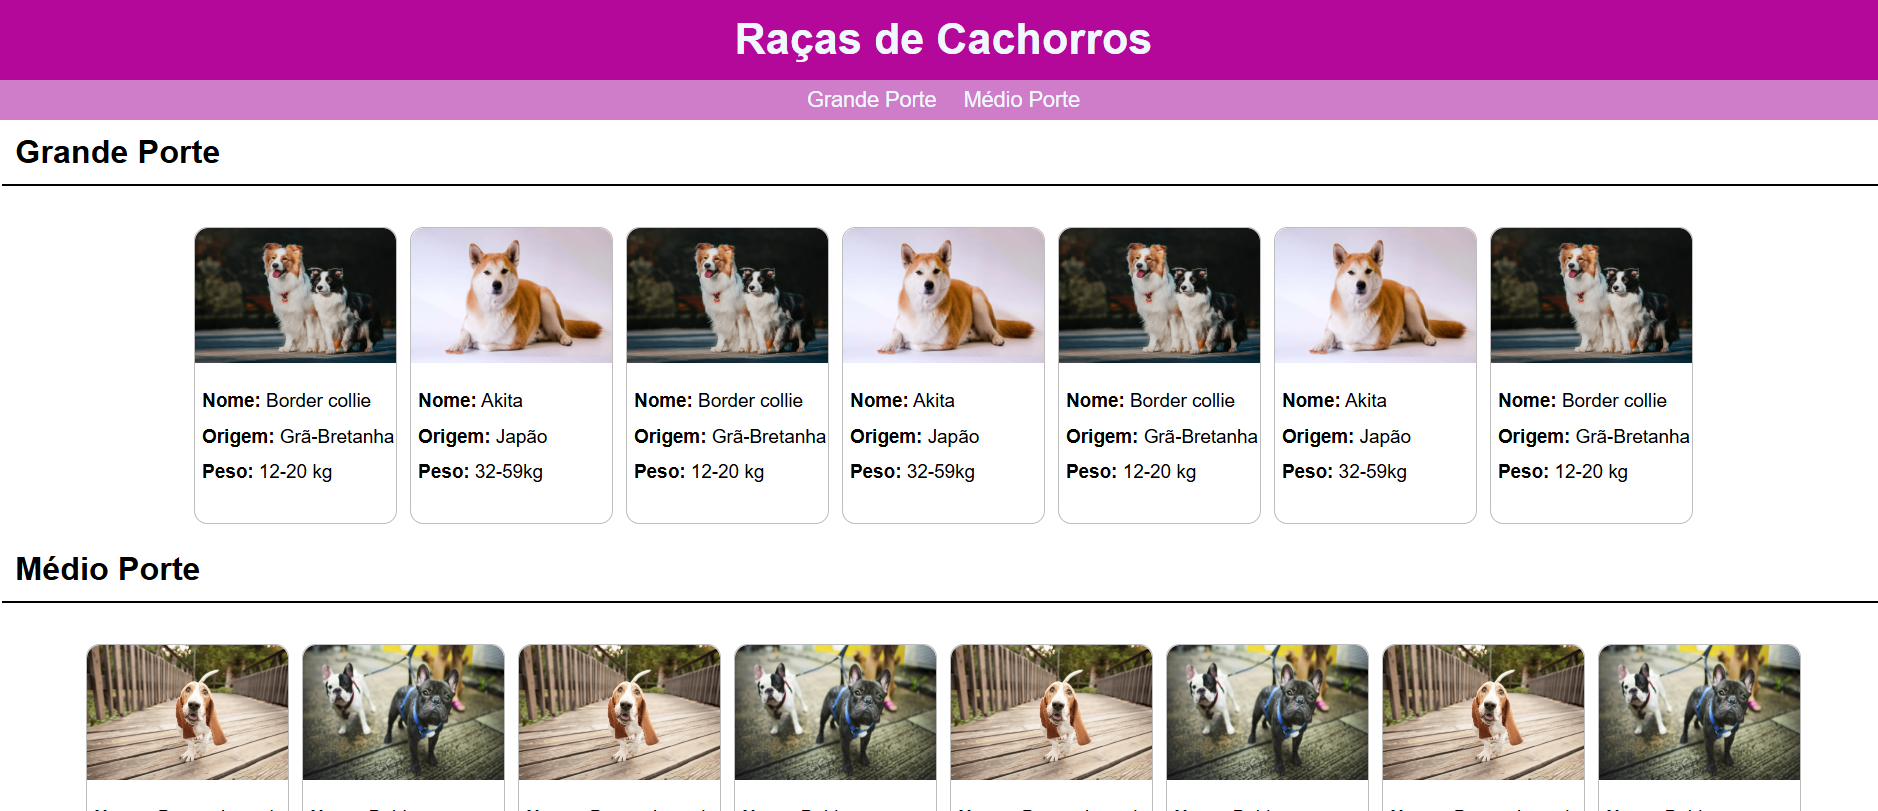 Raças de Cachorros
Grande Porte Médio Porte
Grande Porte
Nome: Border collie
Origem: Grã-Bretanha
Peso: 12-20 kg
Nome: Akita
Origem: Japão
Peso: 32-59kg
Nome: Border collie
Origem: Grã-Bretanha
Peso: 12-20 kg
Nome: Akita
Origem: Japão
Peso: 32-59kg
Nome: Border collie
Origem: Grã-Bretanha
Peso: 12-20 kg
Nome: Akita
Origem: Japão
Peso: 32-59kg
Nome: Border collie
Origem: Grã-Bretanha
Peso: 12-20 kg
Médio Porte